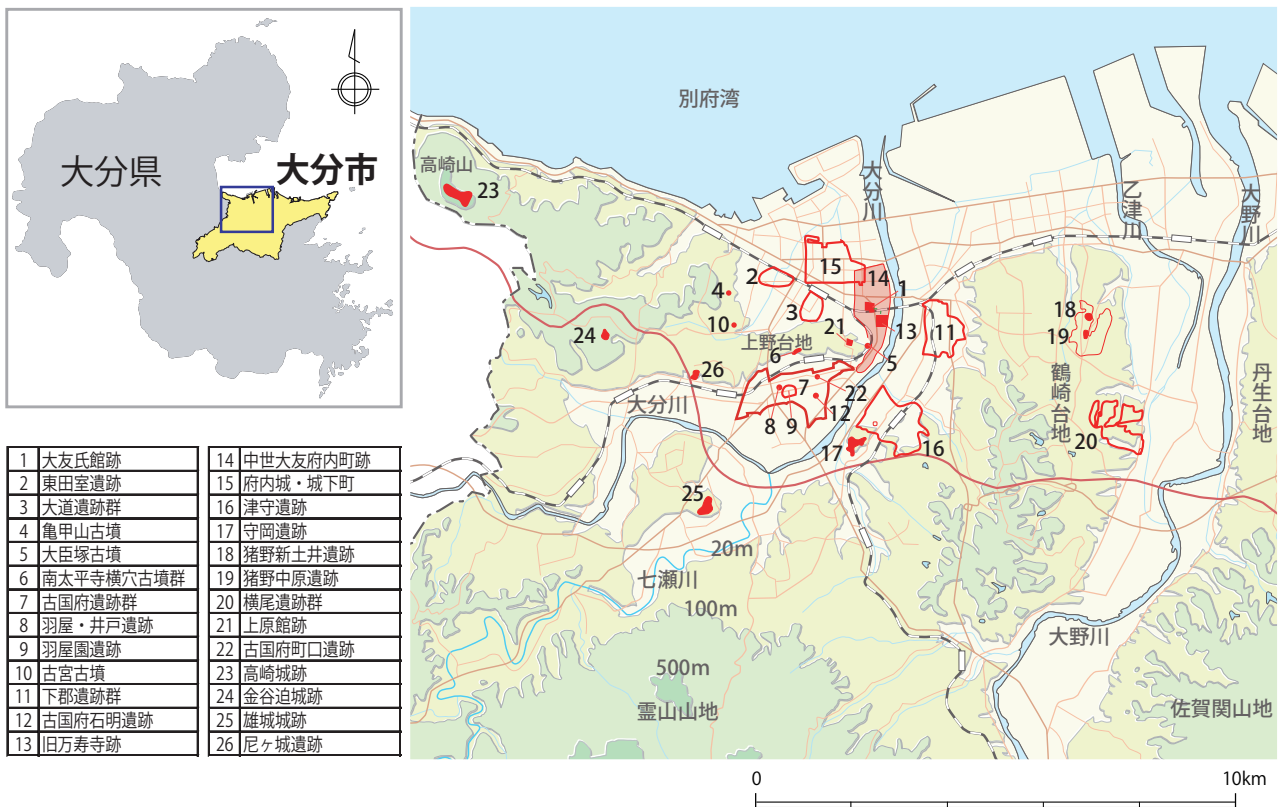 大分県
大分市
1 大友氏館跡
2 東田室遺跡
3 大道遺跡群
4 亀甲山古墳
5 大臣塚古墳
6 南太平寺横穴古墳群
7 古国府遺跡群
8 羽屋・井戸遺跡
9 羽屋園遺跡
10 古宮古墳
11 下郡遺跡群
12 古国府石明遺跡
13 旧万寿寺跡
14 中世大友府内町跡
15 府内城・城下町
16 津守遺跡
17 守岡遺跡
18 猪野新土井遺跡
19 猪野中原遺跡
20 横尾遺跡群
21 上原館跡
22 古国府町口遺跡
23 高崎城跡
24 金谷迫城跡
25 雄城城跡
26 尼ヶ城遺跡
別府湾
高崎山
23
大分川
乙津川
大野川
15
2
14
1
4
3
18
10
21
13
11
19
24
上野台地
6
5
26
鶴崎台地
丹生台地
7
22
大分川
12
20
8
9
17
16
25
20m
七瀬川
100m
大野川
500m
霊山山地
佐賀関山地
0
10km